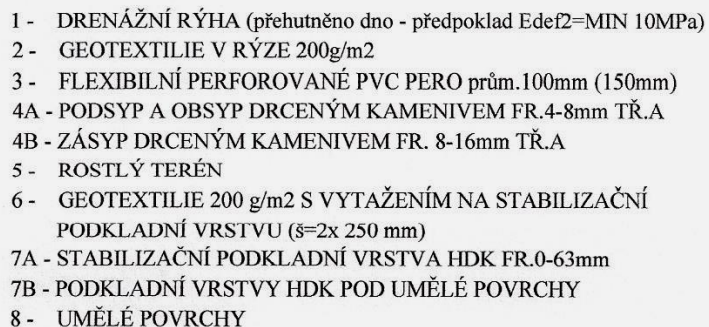 1 - DRENÁŽNÍ RÝHA (přehutněno dno - předpoklad Edef2=MIN 10MPa)
2 - GEOTEXTILIE V RÝZE 200g/m2
3 - FLEXIBILNÍ PERFOROVANÉ PVC PERO prům.100mm (150mm)
4A - PODSYP A OBSYP DRCENÝM KAMENIVEM FR.4-8mm TŘ.A
4B - ZÁSYP DRCENÝM KAMENIVEM FR. 8-16mm TŘ.A
5 - ROSTLÝ TERÉN
6 - GEOTEXTILIE 200 g/m2 S VYTAŽENÍM NA STABILIZAČNÍ
PODKLADNÍ VRSTVU (š=2x 250 mm)
7A - STABILIZAČNÍ PODKLADNÍ VRSTVA HDK FR.0-63mm
7B - PODKLADNÍ VRSTVY HDK POD UMĚLÉ POVRCHY
8 - UMĚLÉ POVRCHY